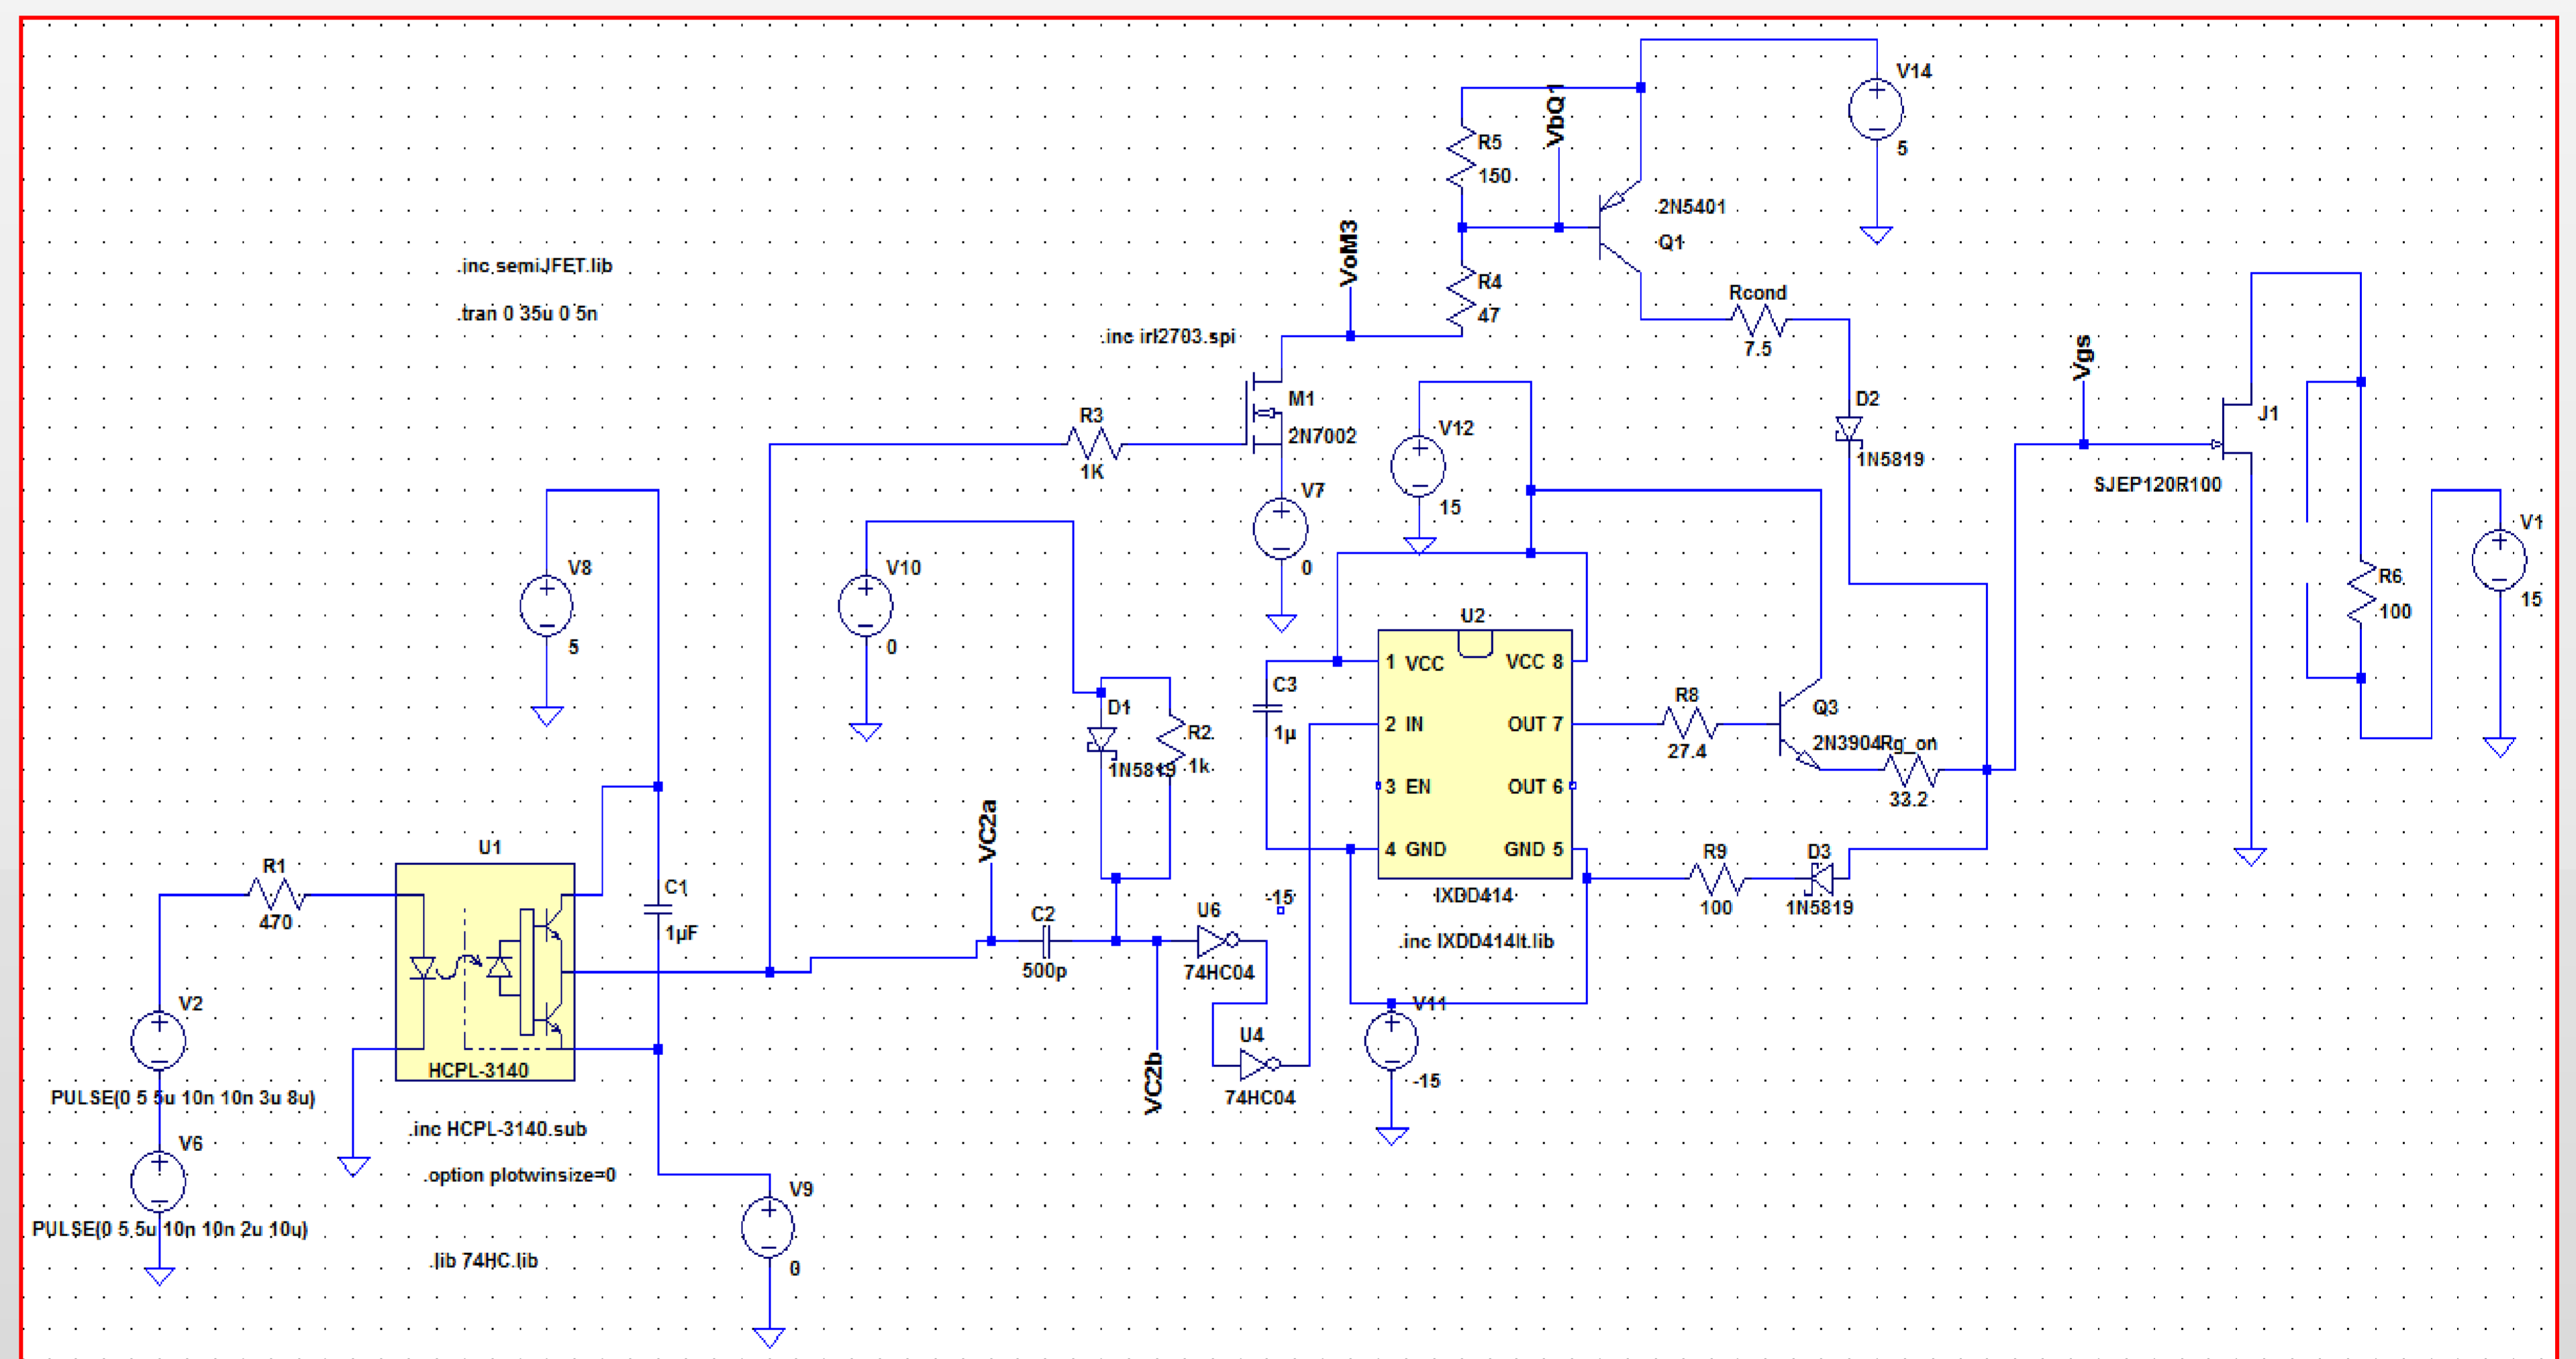 V14
5
VbQ1
R5
150
2N5401
Q1
VoM3
R4
47
Rcond
7.5
.inc semiJFET.lib
.tran 0 35u 0 5n
.inc irl2703.spi
Vgs
D2
1N5819
J1
SJEP120R100
M1
2N7002
R3
1K
V12
15
V7
0
V1
15
V8
5
V10
0
R6
100
U2
1 VCC
VCC 8
2 IN
OUT 7
3 EN
OUT 6
4 GND
GND 5
IXDD414
C3
1µ
D1
1N5819
R2
1k
R8
27.4
Q3
2N3904
Rg_on
33.2
VC2a
U1
R1
470
C1
1µF
R9
100
D3
1N5819
-15
C2
500p
U6
74HC04
.inc IXDD414lt.lib
V2
PULSE(0 5 5u 10n 10n 3u 8u)
HCPL-3140
V11
-15
U4
74HC04
VC2b
.inc HCPL-3140.sub
V6
PULSE(0 5 5u 10n 10n 2u 10u)
.option plotwinsize=0
V9
0
.lib 74HC.lib